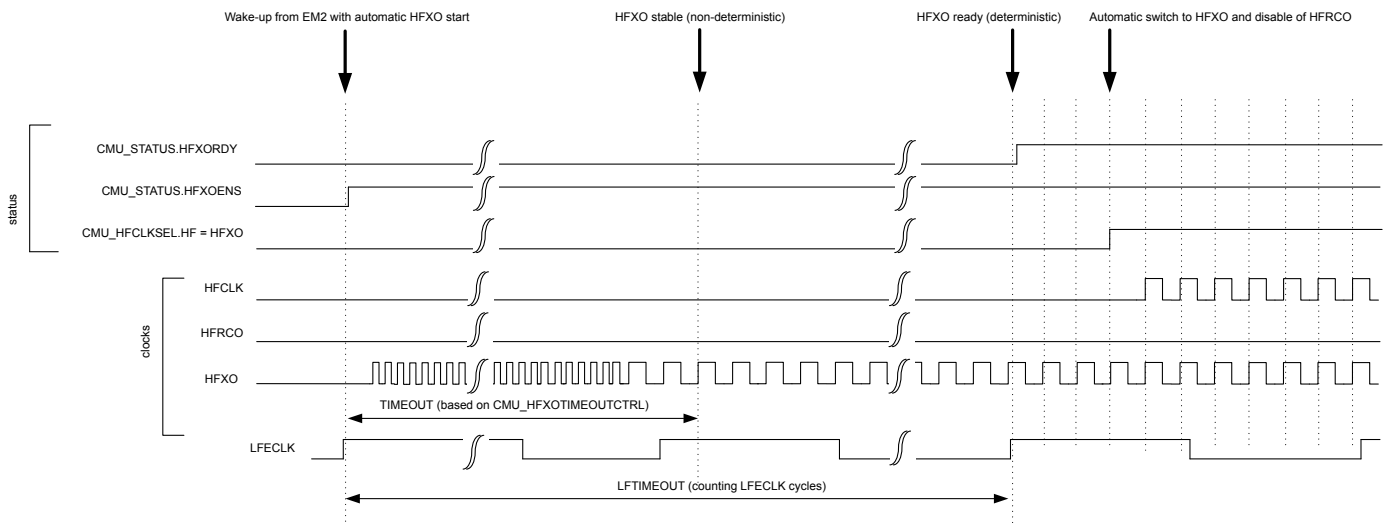 Wake-up from EM2 with automatic HFXO start
HFXO stable (non-deterministic)
HFXO ready (deterministic)
Automatic switch to HFXO and disable of HFRCO
status
CMU_STATUS.HFXORDY
CMU_STATUS.HFXOENS
CMU_HFCLKSEL.HF = HFXO
clocks
HFCLK
HFRCO
HFXO
TIMEOUT (based on CMU_HFXOTIMEOUTCTRL)
LFECLK
LFTIMEOUT (counting LFECLK cycles)